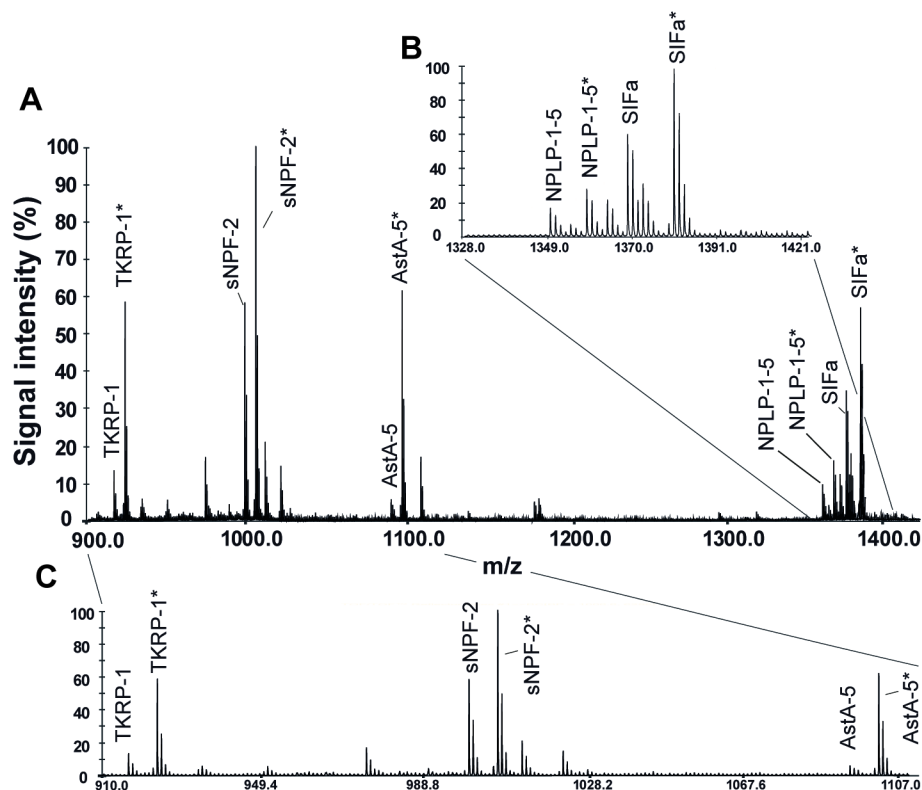 B
100
80
60
40
20
0
NPLP-1-5
NPLP-1-5*
SIFa
SIFa*
1328.0 1349.0 1370.0 1391.0 1421.0
A
Signal intensity (%)
100
90
80
70
60
50
40
30
20
10
0
TKRP-1
TKRP-1*
sNPF-2
sNPF-2*
AstA-5
AstA-5*
NPLP-1-5
NPLP-1-5*
SIFa
SIFa*
900.0 1000.0 1100.0 1200.0 1300.0 1400.0
m/z
C
100
80
60
40
20
0
TKRP-1
TKRP-1*
sNPF-2
sNPF-2*
AstA-5
AstA-5*
910.0 949.4 988.8 1028.2 1067.6 1107.0